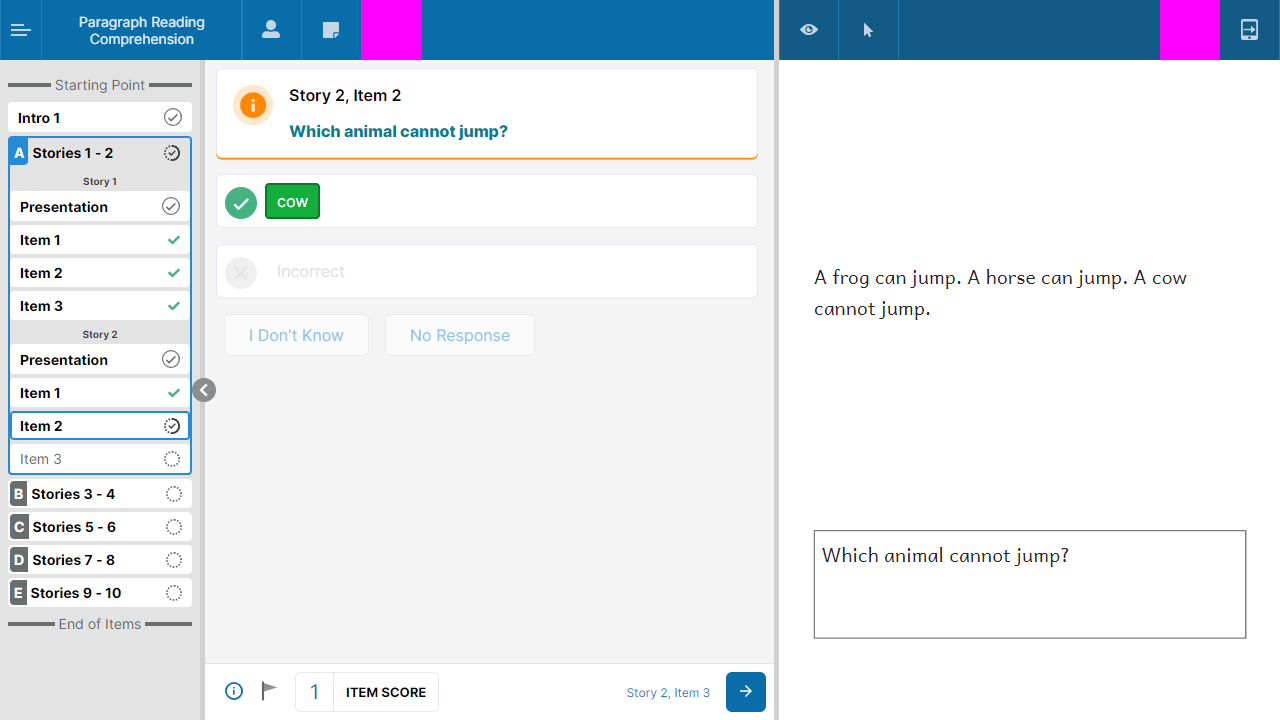 Paragraph Reading
Comprehension
Starting Point
Intro 1
A Stories 1 - 2
Story 1
Presentation
Item 1
Item 2
Item 3
Story 2
Presentation
Item 1
Item 2
Item 3
B Stories 3 - 4
C Stories 5 - 6
D Stories 7 - 8
E Stories 9 - 10
End of Items
Story 2, Item 2
Which animal cannot jump?
COW
Incorrect
I Don't Know
No Response
1 ITEM SCORE
Story 2, Item 3
A frog can jump. A horse can jump. A cow
cannot jump.
Which animal cannot jump?